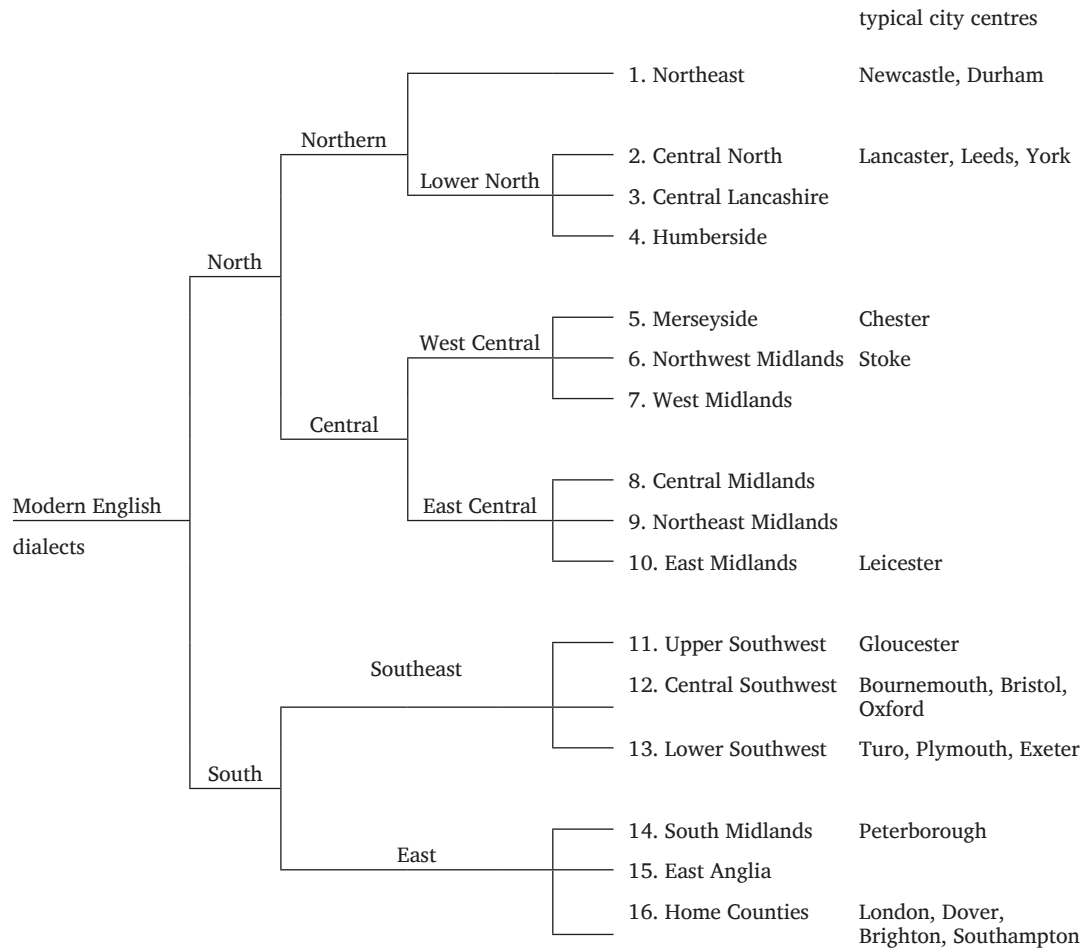 typical city centres
1. Northeast Newcastle, Durham
Northern
2. Central North Lancaster, Leeds, York
Lower North
3. Central Lancashire
4. Humberside
North
5. Merseyside Chester
West Central
6. Northwest Midlands Stoke
7. West Midlands
Central
8. Central Midlands
Modern English
East Central
9. Northeast Midlands
dialects
10. East Midlands Leicester
11. Upper Southwest Gloucester
Southeast
12. Central Southwest Bournemouth, Bristol,
Oxford
13. Lower Southwest Turo, Plymouth, Exeter
South
14. South Midlands Peterborough
East
15. East Anglia
16. Home Counties London, Dover,
Brighton, Southampton